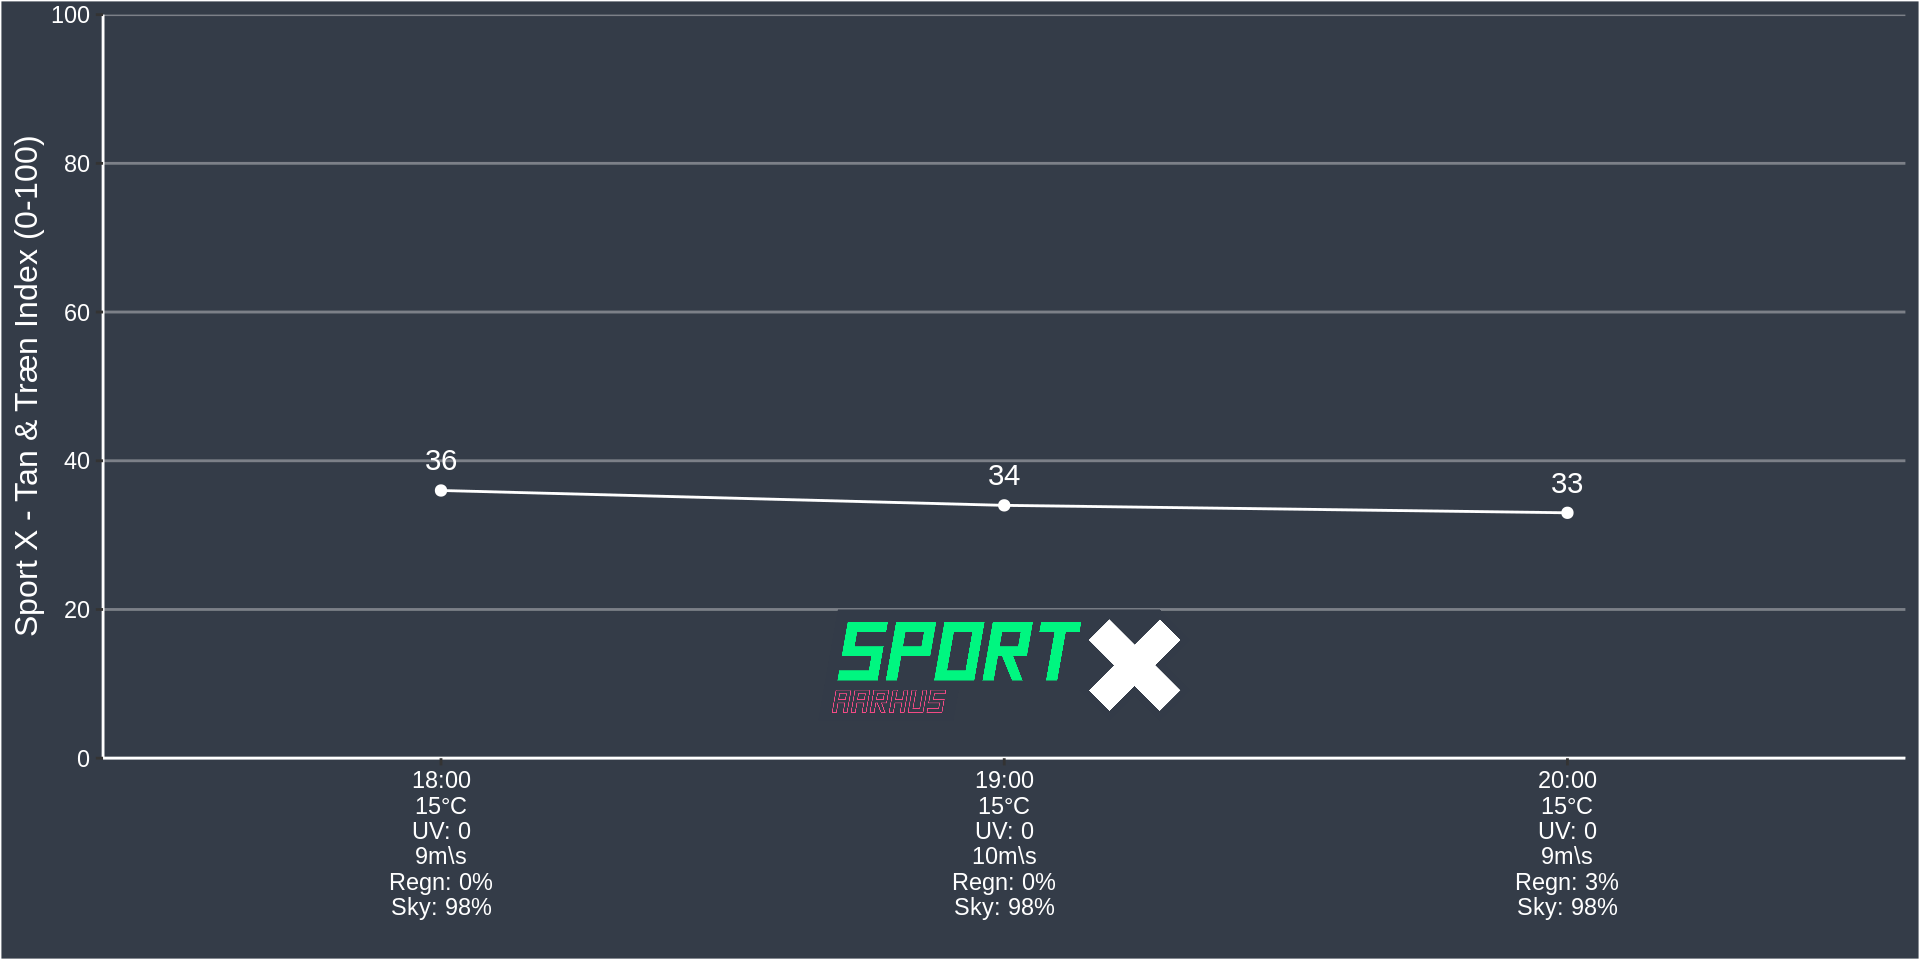 Sport X - Tan & Træn Index (0-100)
100
80
60
40
20
0
36
34
33
SPORT X
AARHUS
18:00
15°C
UV: 0
9m\s
Regn: 0%
Sky: 98%
19:00
15°C
UV: 0
10m\s
Regn: 0%
Sky: 98%
20:00
15°C
UV: 0
9m\s
Regn: 3%
Sky: 98%